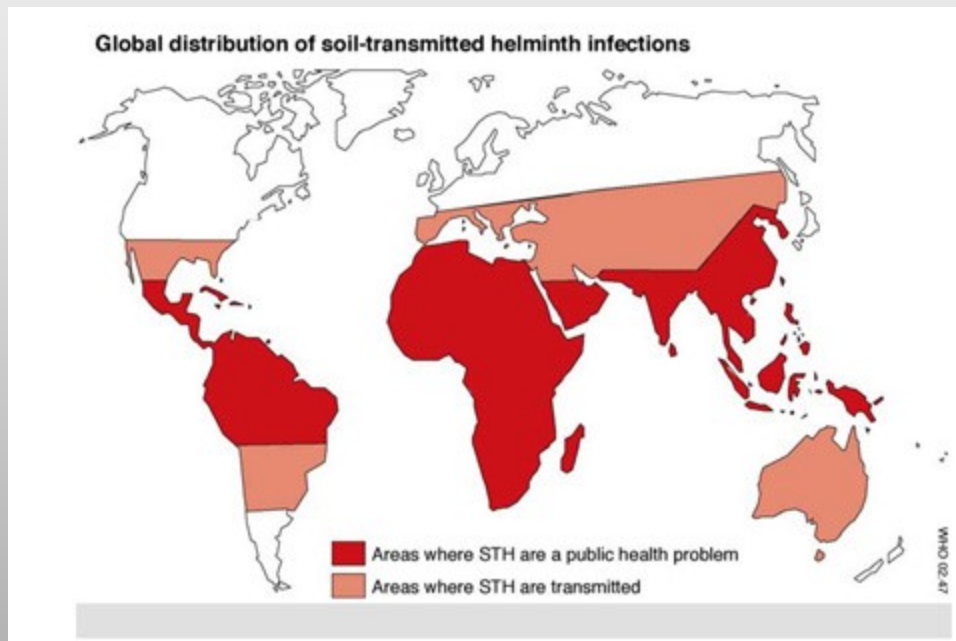 Global distribution of soil-transmitted helminth infections
Areas where STH are a public health problem
Areas where STH are transmitted
WHO 02.47